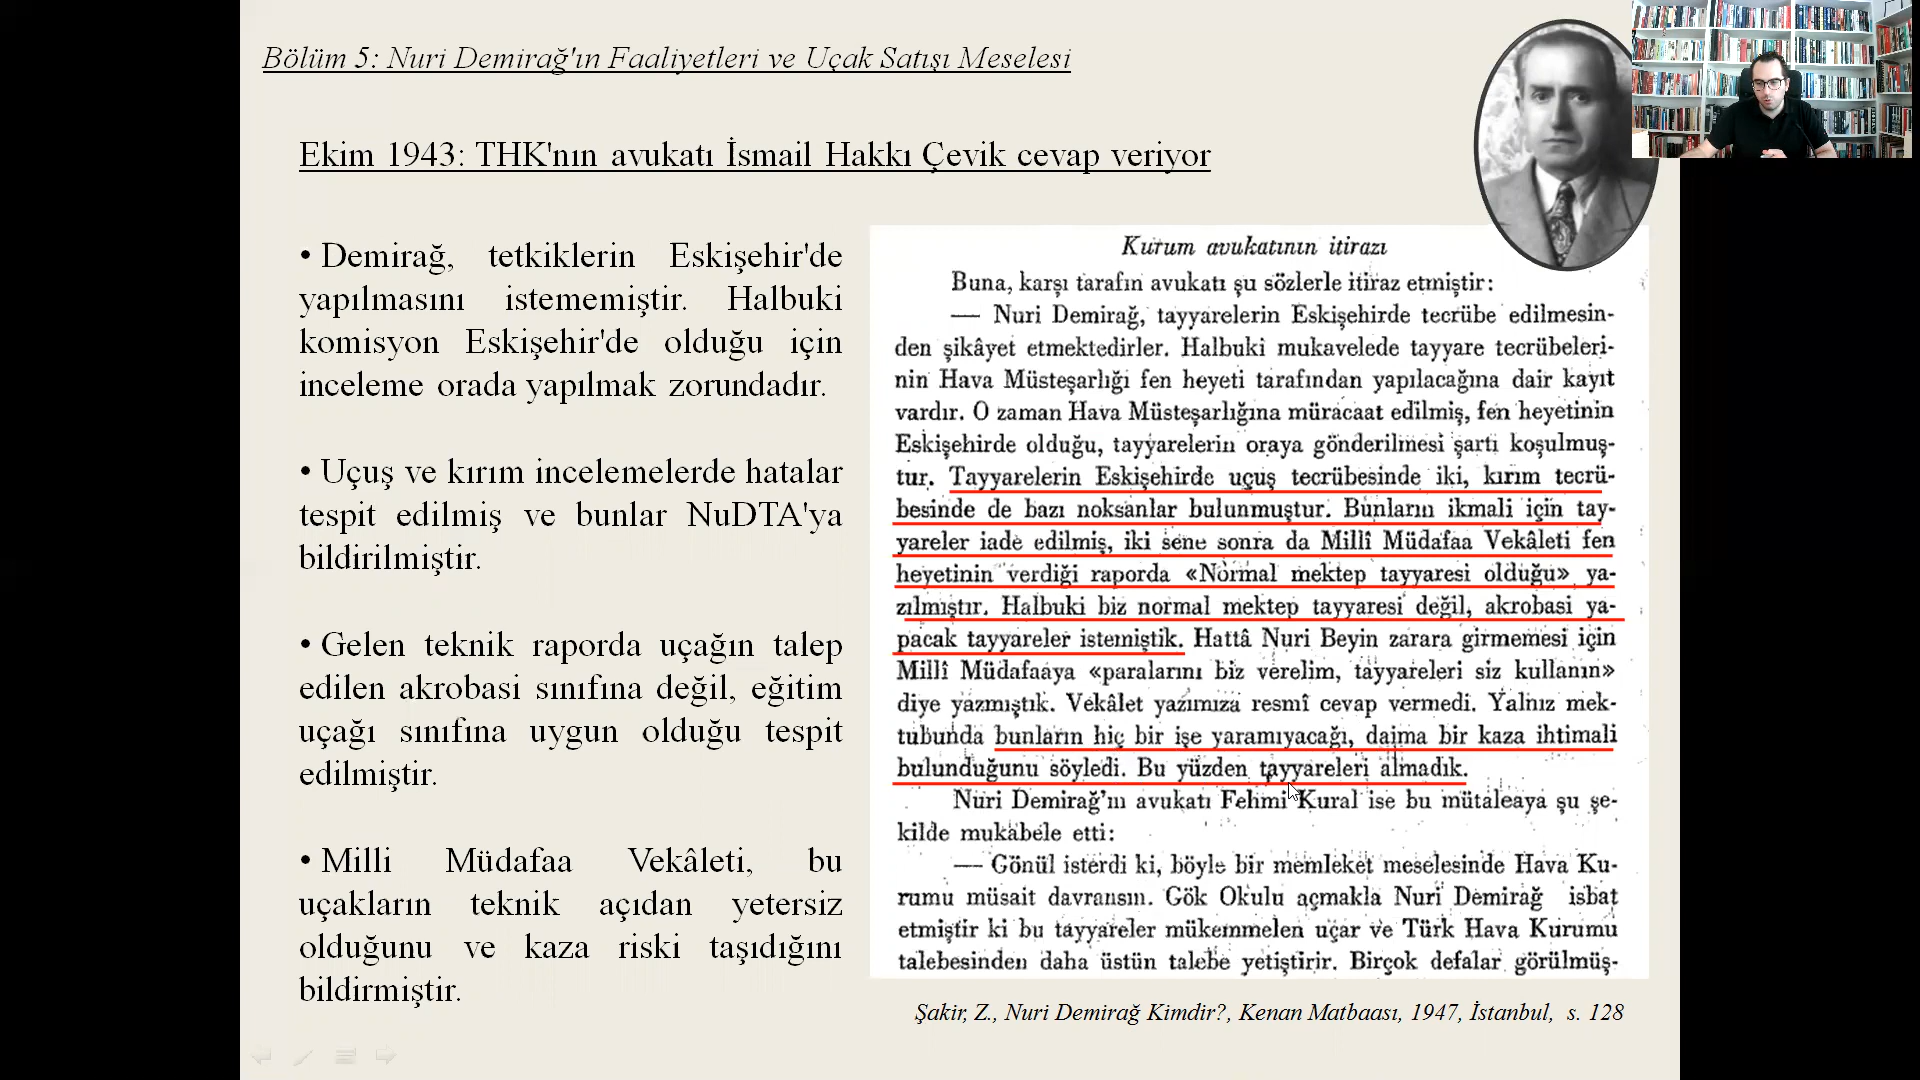 Bölüm 5: Nuri Demirağ'ın Faaliyetleri ve Uçak Satışı Meselesi
Ekim 1943: THK'nın avukatı İsmail Hakkı Çevik cevap veriyor
• Demirağ, tetkiklerin Eskişehir'de
yapılmasını istememiştir. Halbuki
komisyon Eskişehir'de olduğu için
inceleme orada yapılmak zorundadır.
• Uçuş ve kırım incelemelerde hatalar
tespit edilmiş ve bunlar NuDTA'ya
bildirilmiştir.
• Gelen teknik raporda uçağın talep
edilen akrobasi sınıfına değil, eğitim
uçağı sınıfına uygun olduğu tespit
edilmiştir.
• Milli Müdafaa Vekâleti, bu
uçakların teknik açıdan yetersiz
olduğunu ve kaza riski taşıdığını
bildirmiştir.
Kurum avukatının itirazı
Buna, karşı tarafın avukatı şu sözlerle itiraz etmiştir:
— Nuri Demirağ, tayyarelerin Eskişehirde tecrübe edilmesin-
den şikâyet etmektedirler. Halbuki mukavelede tayyare tecrübeleri-
nin Hava Müsteşarlığı fen heyeti tarafından yapılacağına dair kayıt
vardır. O zaman Hava Müsteşarlığına müracaat edilmiş, fen heyetinin
Eskişehirde olduğu, tayyarelerin oraya gönderilmesi şartı koşulmuş-
tur. Tayyarelerin Eskişehirde uçuş tecrübesinde iki, kırım tecrü-
besinde de bazı noksanlar bulunmuştur. Bunların ikmali için tay-
yareler iade edilmiş, iki sene sonra da Millî Müdafaa Vekâleti fen
heyetinin verdiği raporda «Normal mektep tayyaresi olduğu» ya-
zılmıştır. Halbuki biz normal mektep tayyaresi değil, akrobasi ya-
pacak tayyareler istemiştik. Hattâ Nuri Beyin zarara girmemesi için
Millî Müdafaaya «paralarını biz verelim, tayyareleri siz kullanın»
diye yazmıştık. Vekâlet yazımıza resmî cevap vermedi. Yalnız mek-
tubunda bunların hiç bir işe yaramıyacağı, daima bir kaza ihtimali
bulunduğunu söyledi. Bu yüzden tayyareleri almadık.
Nuri Demirağ'ın avukatı Fehmi Kural ise bu mütaleaya şu şe-
kilde mukabele etti:
— Gönül isterdi ki, böyle bir memleket meselesinde Hava Ku-
rumu müsait davransın. Gök Okulu açmakla Nuri Demirağ isbat
etmiştir ki bu tayyareler mükemmelen uçar ve Türk Hava Kurumu
talebesinden daha üstün talebe yetiştirir. Birçok defalar görülmüş-
Şakir, Z., Nuri Demirağ Kimdir?, Kenan Matbaası, 1947, İstanbul, s. 128